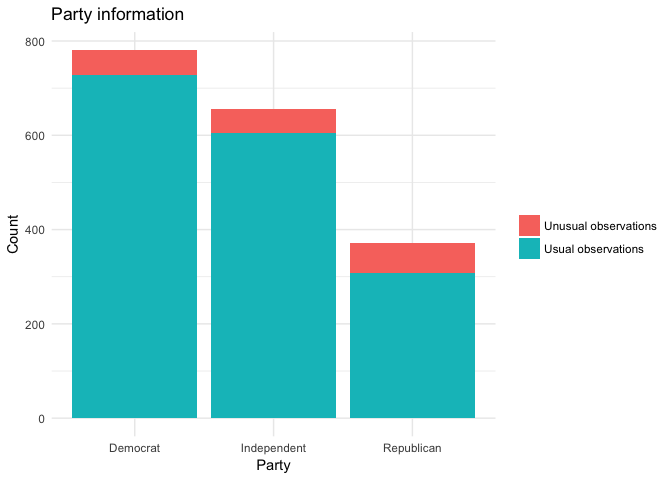 Party information
800
600
400
200
0
Count
Democrat
Independent
Republican
Party
Unusual observations
Usual observations